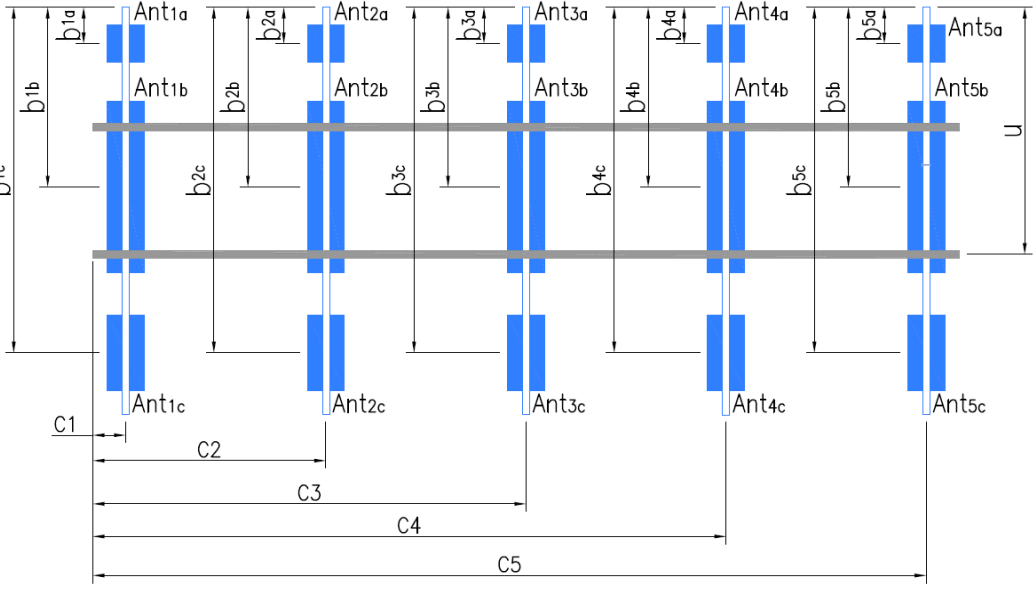 Ant1a Ant2a Ant3a Ant4a Ant5a
b1a b2a b3a b4a b5a
Ant1b Ant2b Ant3b Ant4b Ant5b
b1b b2b b3b b4b b5b
u
b1c b2c b3c b4c b5c
Ant1c Ant2c Ant3c Ant4c Ant5c
C1
C2
C3
C4
C5